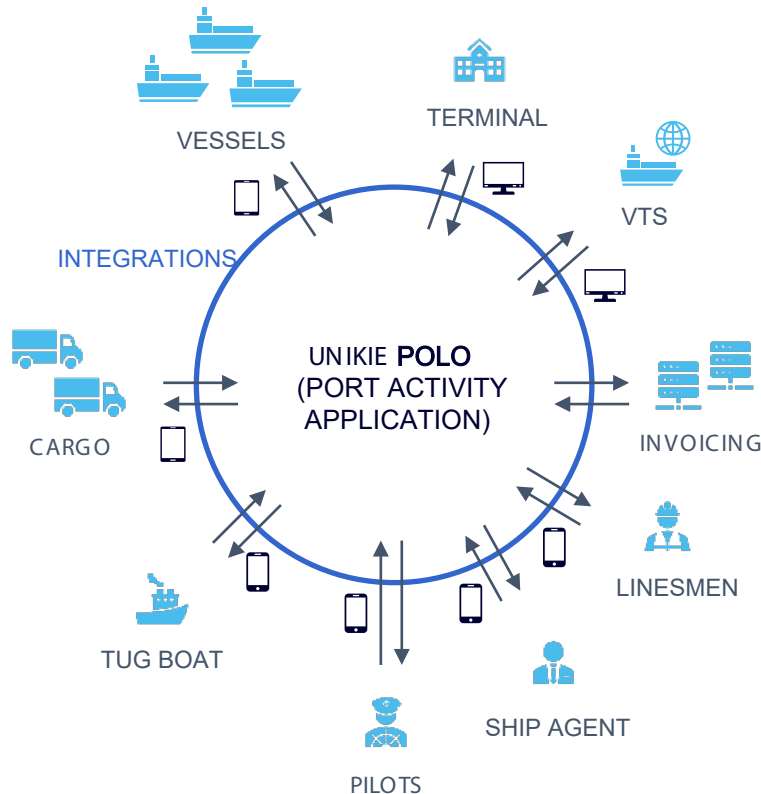 TERMINAL
VESSELS
VTS
INTEGRATIONS
UNIKIE POLO
(PORT ACTIVITY
APPLICATION)
CARGO
INVOICING
LINESMEN
TUG BOAT
SHIP AGENT
PILOTS